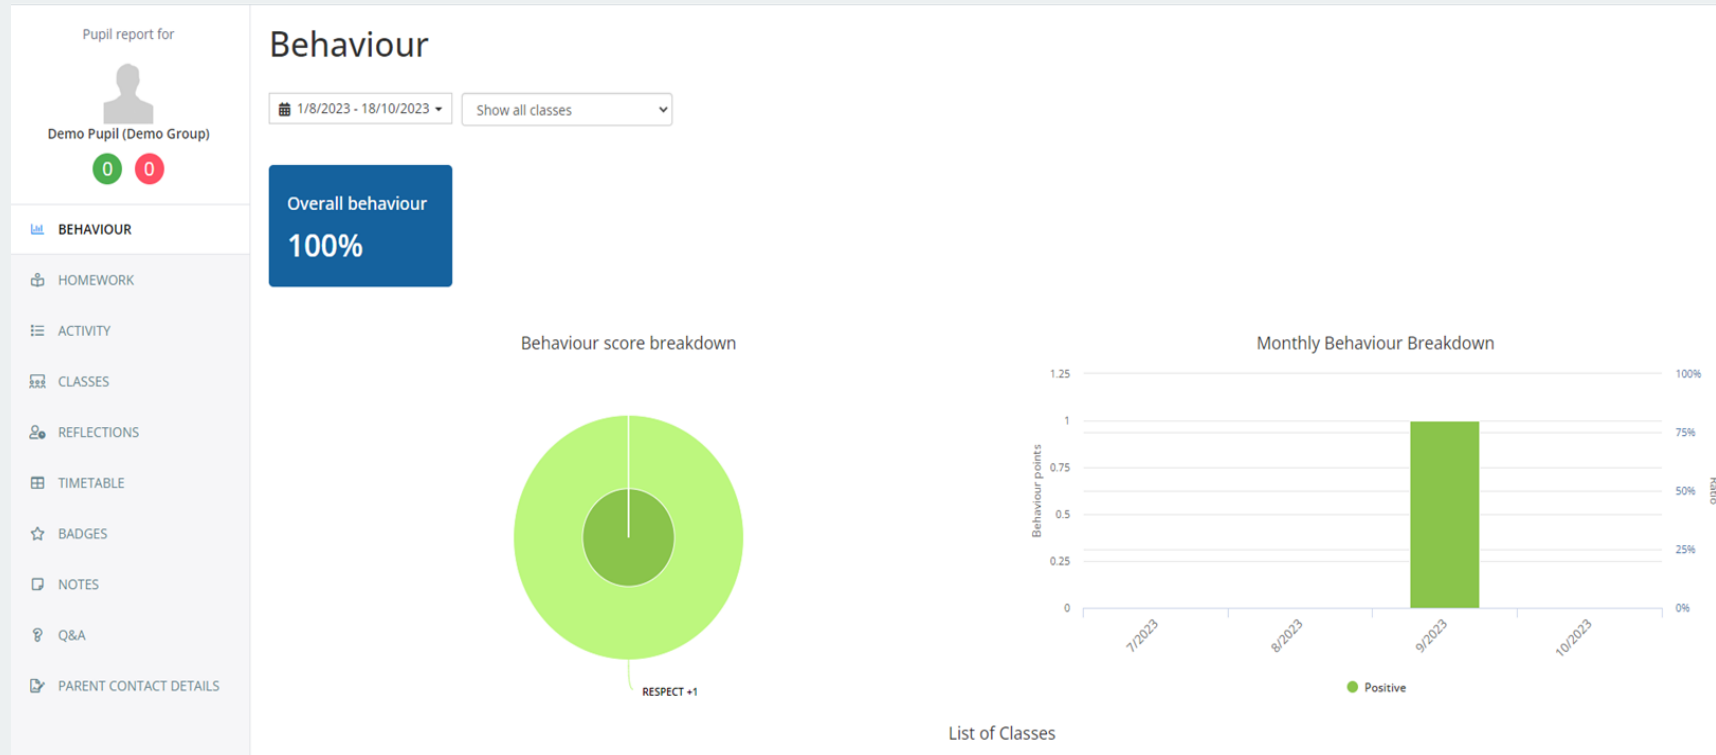 Pupil report for
Demo Pupil (Demo Group)
0 0
BEHAVIOUR
HOMEWORK
ACTIVITY
CLASSES
REFLECTIONS
TIMETABLE
BADGES
NOTES
Q&A
PARENT CONTACT DETAILS
Behaviour
1/8/2023 - 18/10/2023
Show all classes
Overall behaviour
100%
Behaviour score breakdown
RESPECT +1
Monthly Behaviour Breakdown
Behaviour points
1.25
1
0.75
0.5
0.25
0
100%
75%
50%
25%
0%
Ratio
7/2023
8/2023
9/2023
10/2023
Positive
List of Classes